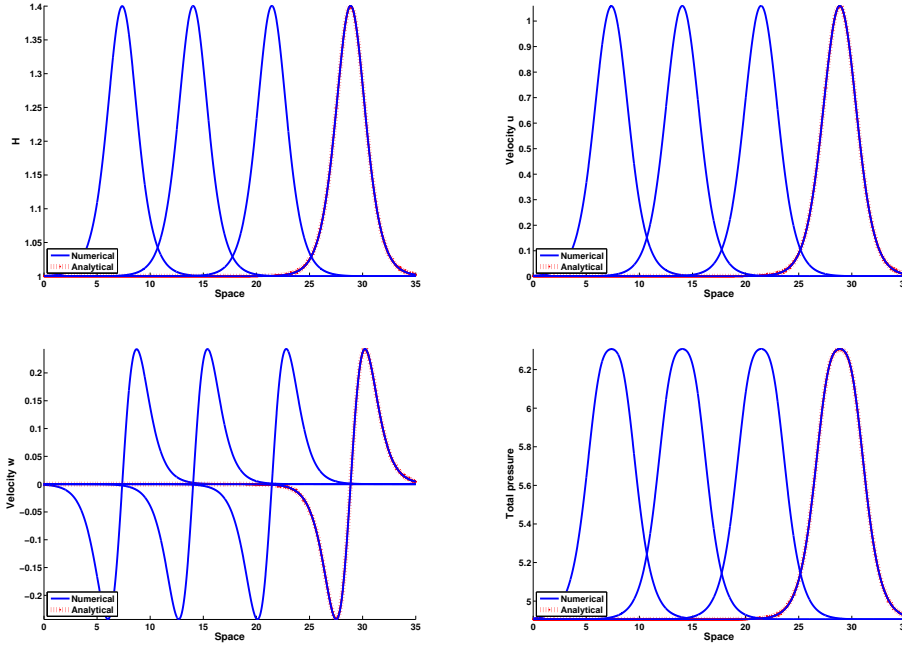 1.4
1.35
1.3
1.25
H
1.2
1.15
1.1
1.05
1
Numerical
Analytical
0 5 10 15 20 25 30 35
Space
1
0.9
0.8
0.7
Velocity u
0.6
0.5
0.4
0.3
0.2
0.1
0
Numerical
Analytical
0 5 10 15 20 25 30 35
Space
0.2
0.15
0.1
0.05
0
Velocity w
−0.05
−0.1
−0.15
−0.2
Numerical
Analytical
0 5 10 15 20 25 30 35
Space
6.2
6
5.8
Total pressure
5.6
5.4
5.2
5
Numerical
Analytical
0 5 10 15 20 25 30 35
Space